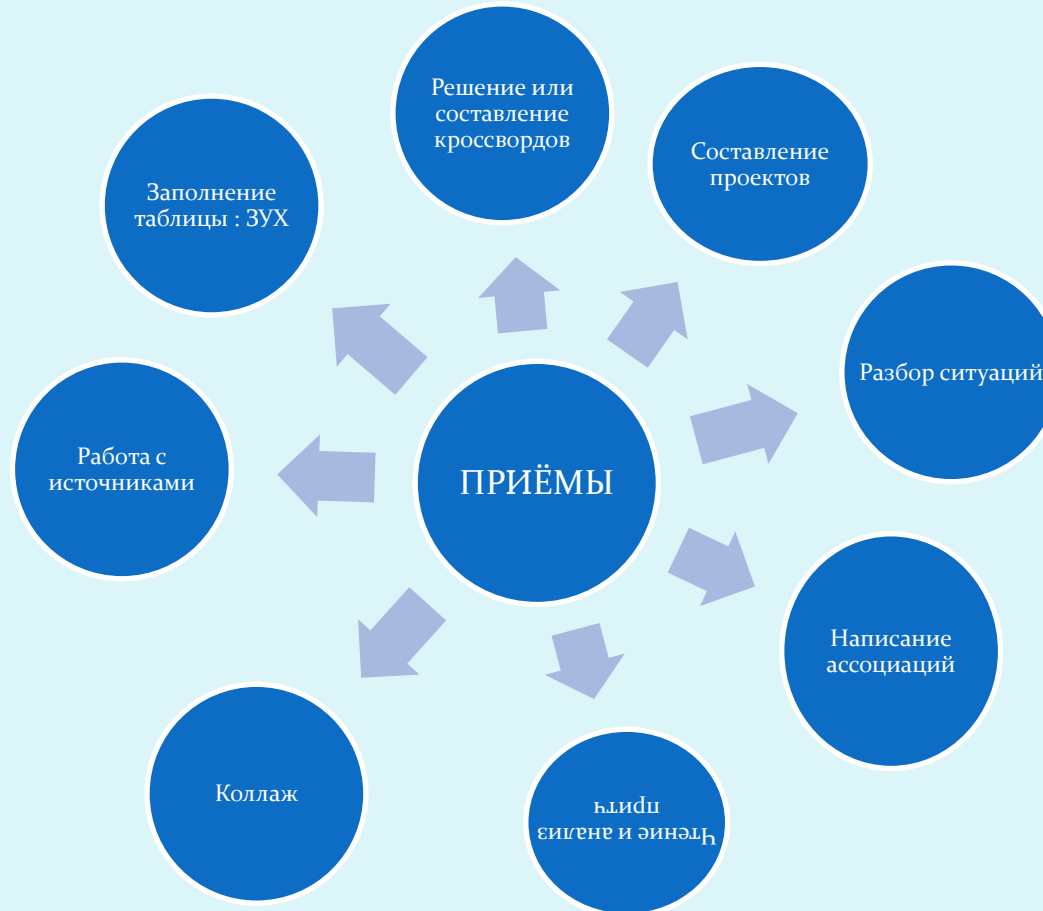 Решение или
составление
кроссвордов
Составление
проектов
Заполнение
таблицы : ЗУХ
Разбор ситуаций
Работа с
источниками
ПРИЁМЫ
Написание
ассоциаций
Коллаж
Чтение и анализ
притч